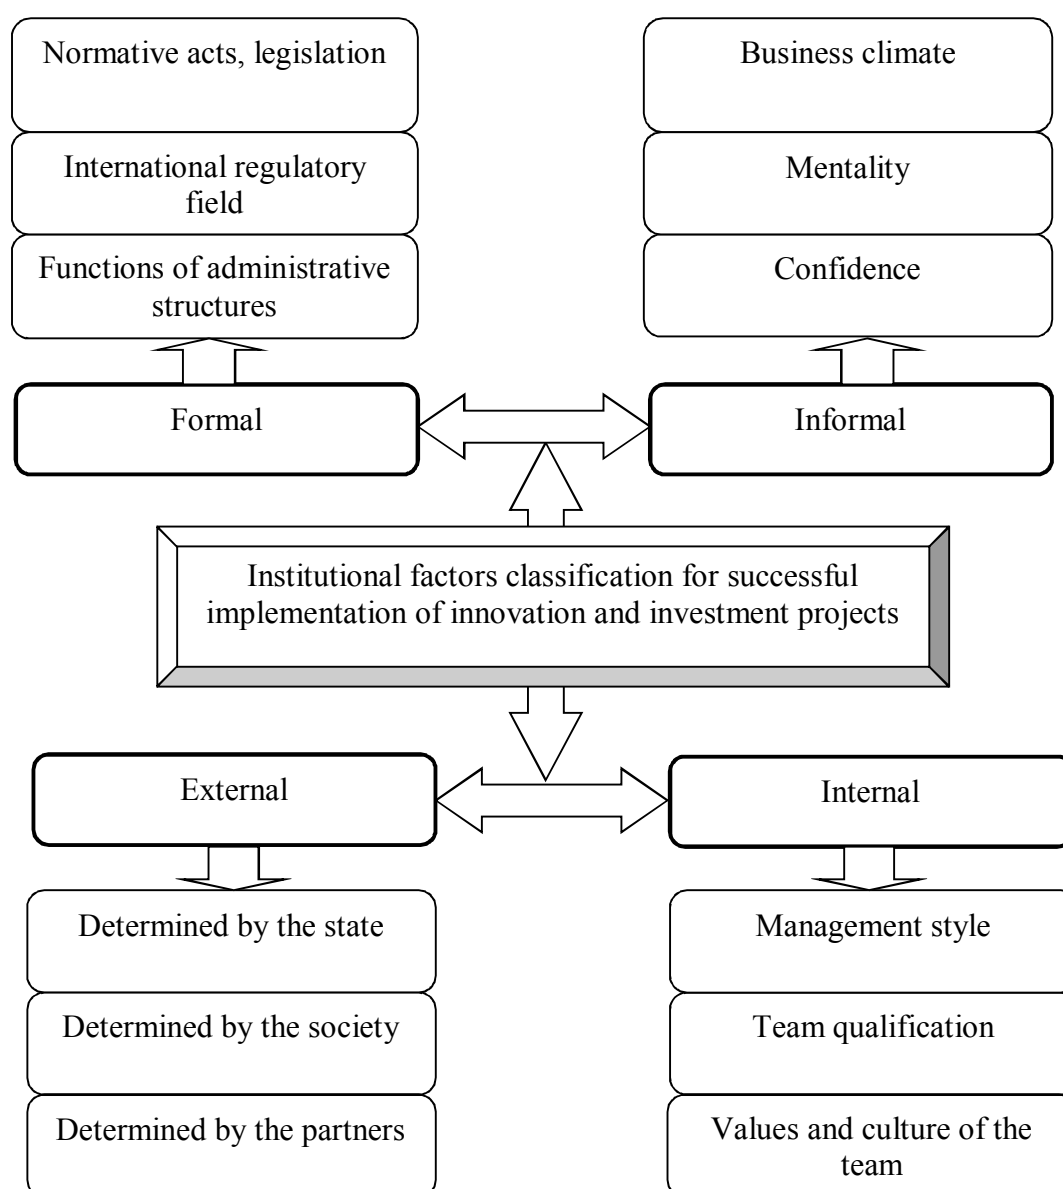 Normative acts, legislation
International regulatory
field
Functions of administrative
structures
Business climate
Mentality
Confidence
Formal
Informal
Institutional factors classification for successful
implementation of innovation and investment projects
External
Internal
Determined by the state
Determined by the society
Determined by the partners
Management style
Team qualification
Values and culture of the
team